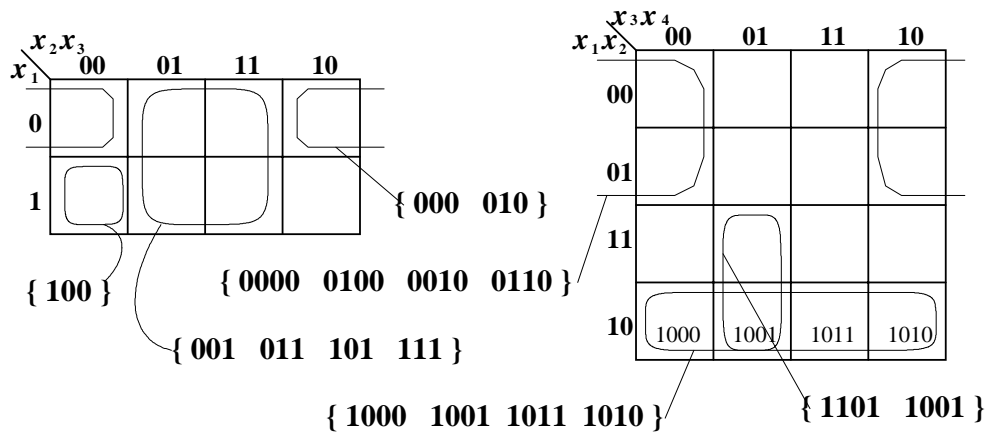 x₂x₃
x₁ 00 01 11 10
0
1
{ 000 010 }
{ 100 }
{ 001 011 101 111 }
x₃x₄
x₁x₂ 00 01 11 10
00
01
11
10 1000 1001 1011 1010
{ 0000 0100 0010 0110 }
{ 1000 1001 1011 1010 }
{ 1101 1001 }